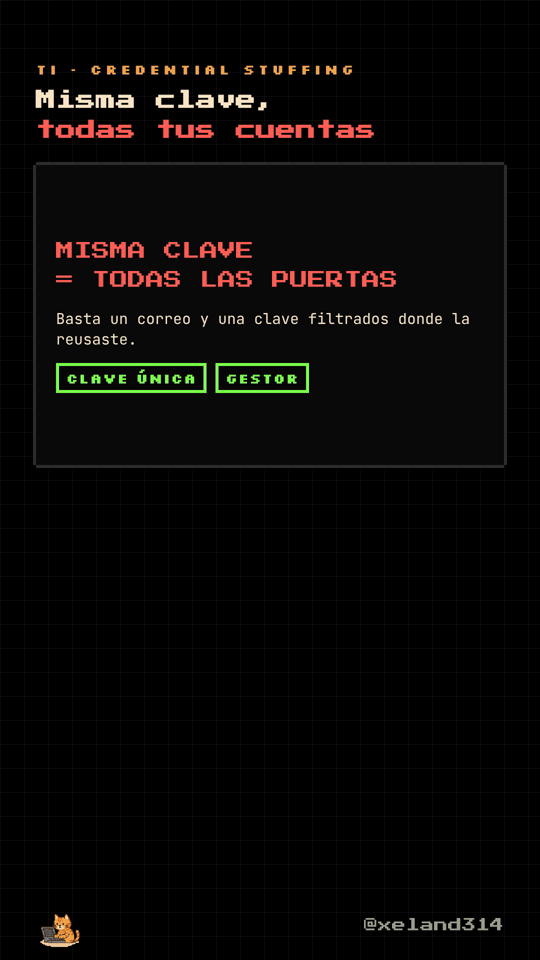 TI · CREDENTIAL STUFFING
Misma clave,
todas tus cuentas
MISMA CLAVE
= TODAS LAS PUERTAS
Basta un correo y una clave filtrados donde la
reusaste.
CLAVE ÚNICA GESTOR
@xeland314